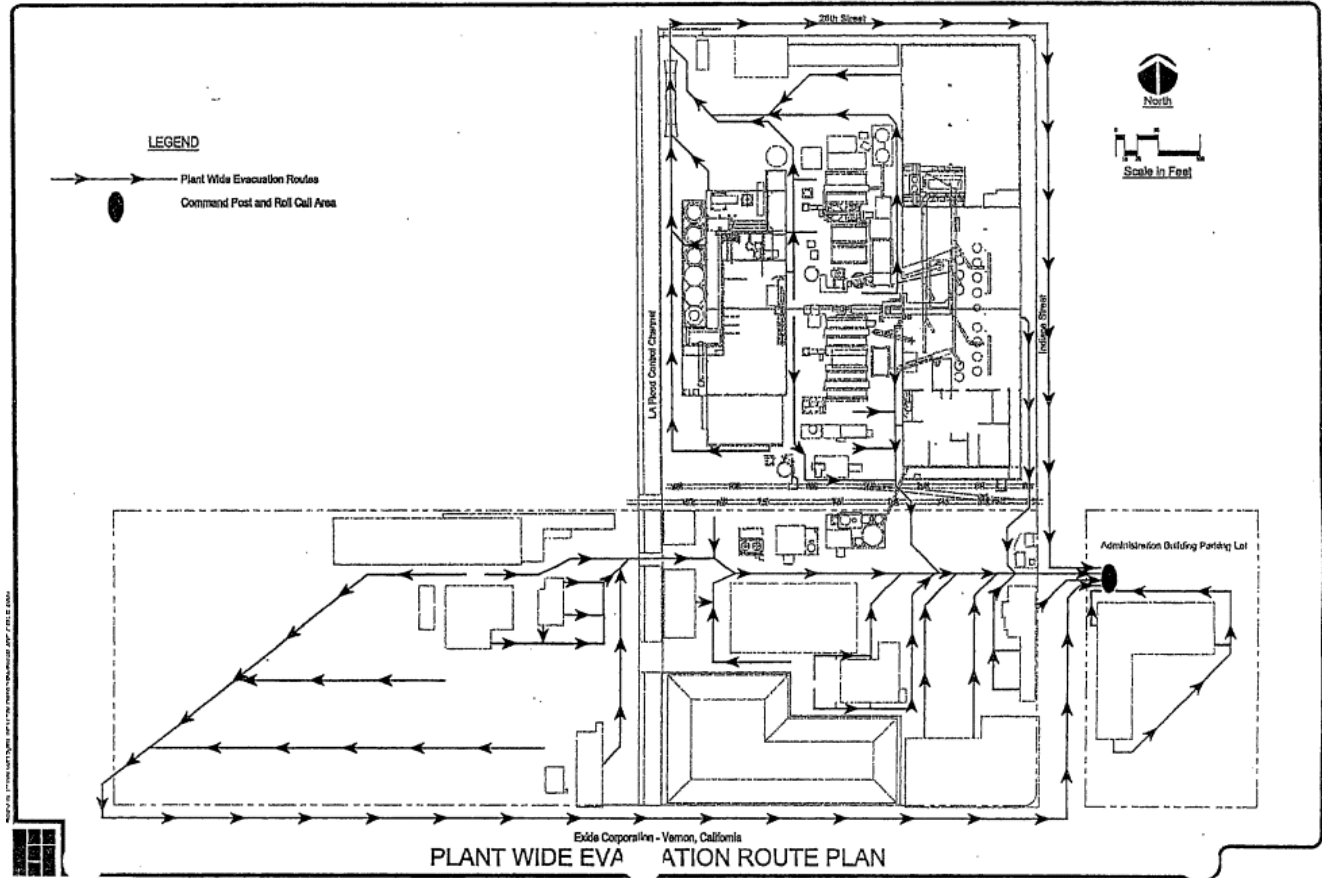 26th Street
North
LEGEND
Plant Wide Evacuation Routes
Command Post and Roll Call Area
Scale in Feet
LA Flood Control Channel
Indiana Street
Administration Building Parking Lot
Exide Corporation - Vernon, California
PLANT WIDE EVA ATION ROUTE PLAN